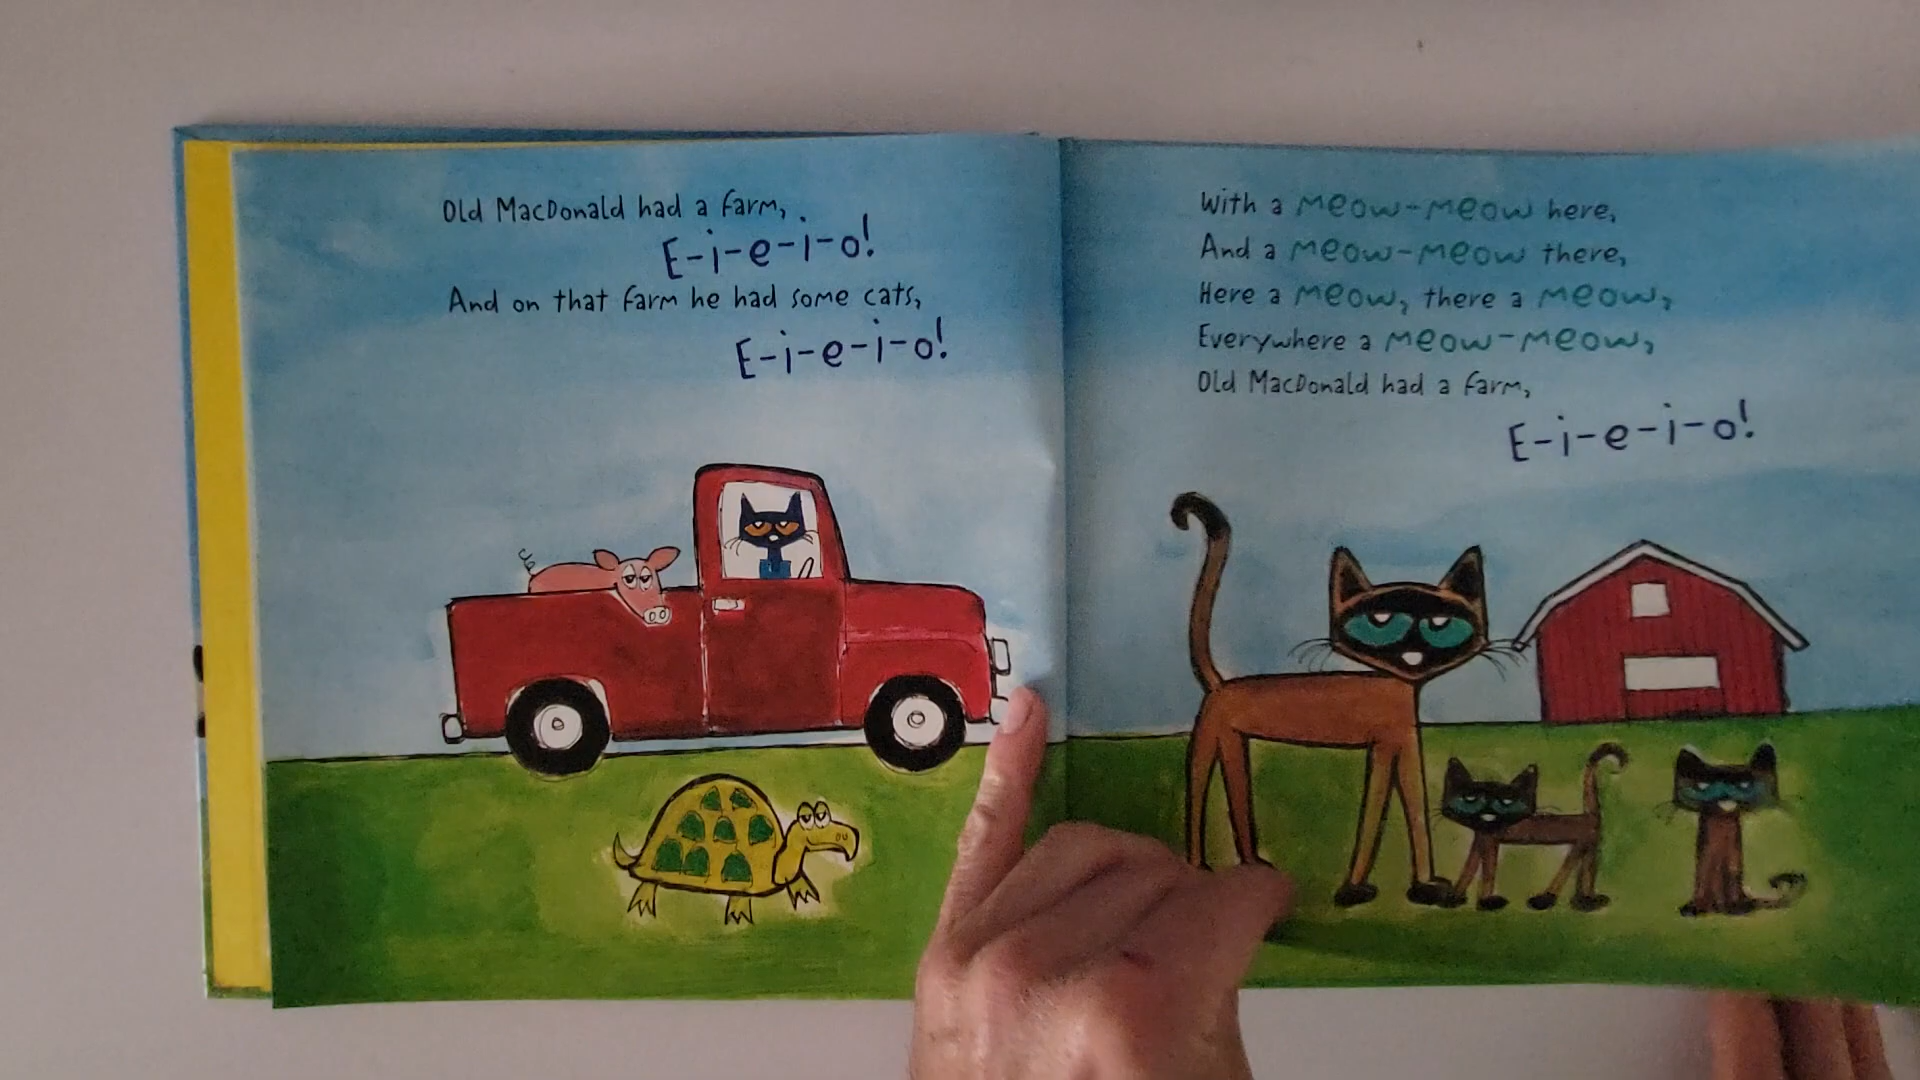 Old MacDonald had a farm,
E-i-e-i-o!
And on that farm he had some cats,
E-i-e-i-o!
With a meow-meow here,
And a meow-meow there,
Here a meow, there a meow,
Everywhere a meow-meow,
Old MacDonald had a farm,
E-i-e-i-o!